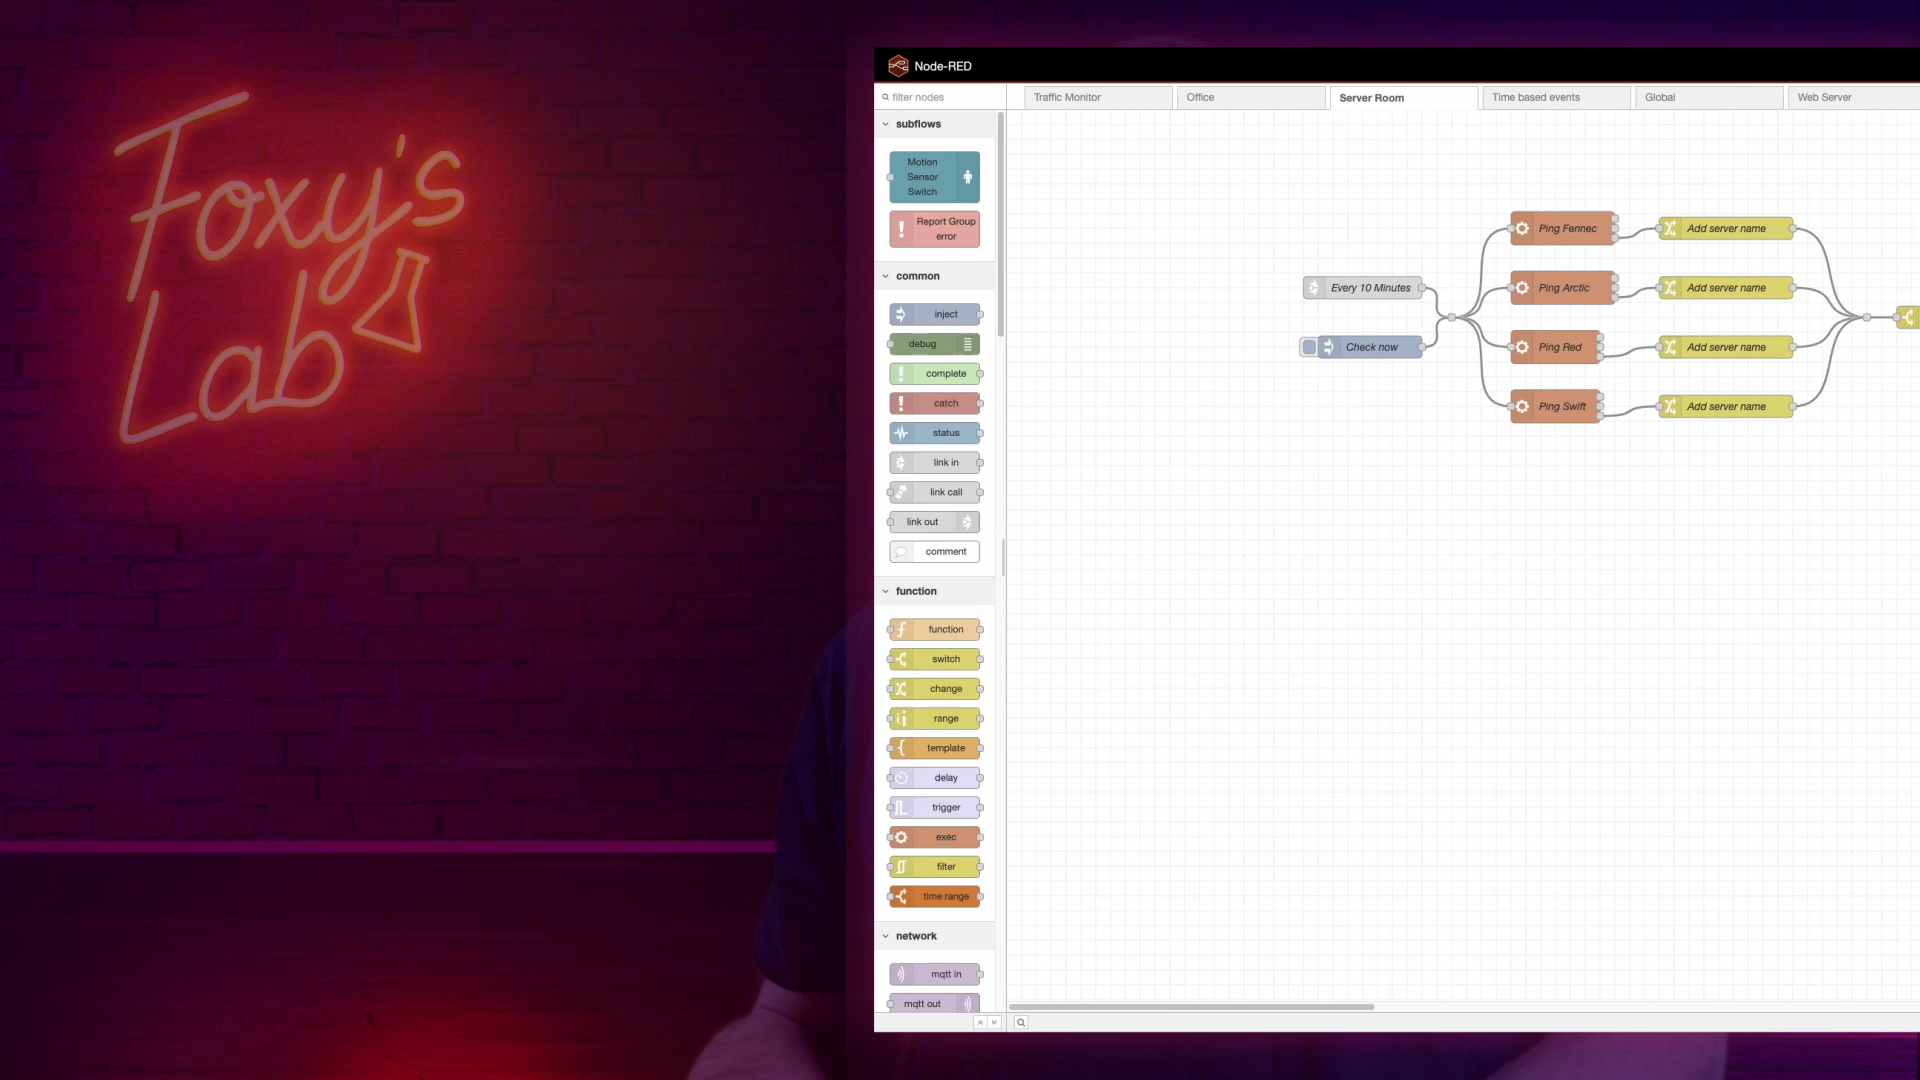 Foxy's
Lab
Node-RED
filter nodes
Traffic Monitor
Office
Server Room
Time based events
Global
Web Server
subflows
Motion
Sensor
Switch
Report Group
error
common
inject
debug
complete
catch
status
link in
link call
link out
comment
function
function
switch
change
range
template
delay
trigger
exec
filter
time range
network
mqtt in
mqtt out
Every 10 Minutes
Check now
Ping Fennec
Add server name
Ping Arctic
Add server name
Ping Red
Add server name
Ping Swift
Add server name